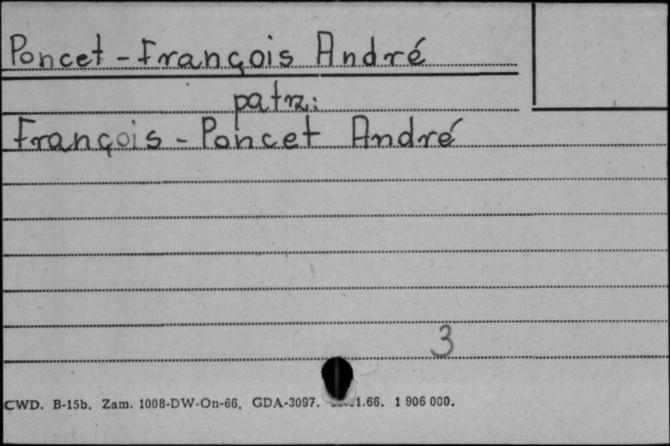 Poncet - François André
patrz:
François - Poncet André
3
CWD. B-15b. Zam. 1008-DW-On-66. GDA-3097. 1.66. 1 906 000.